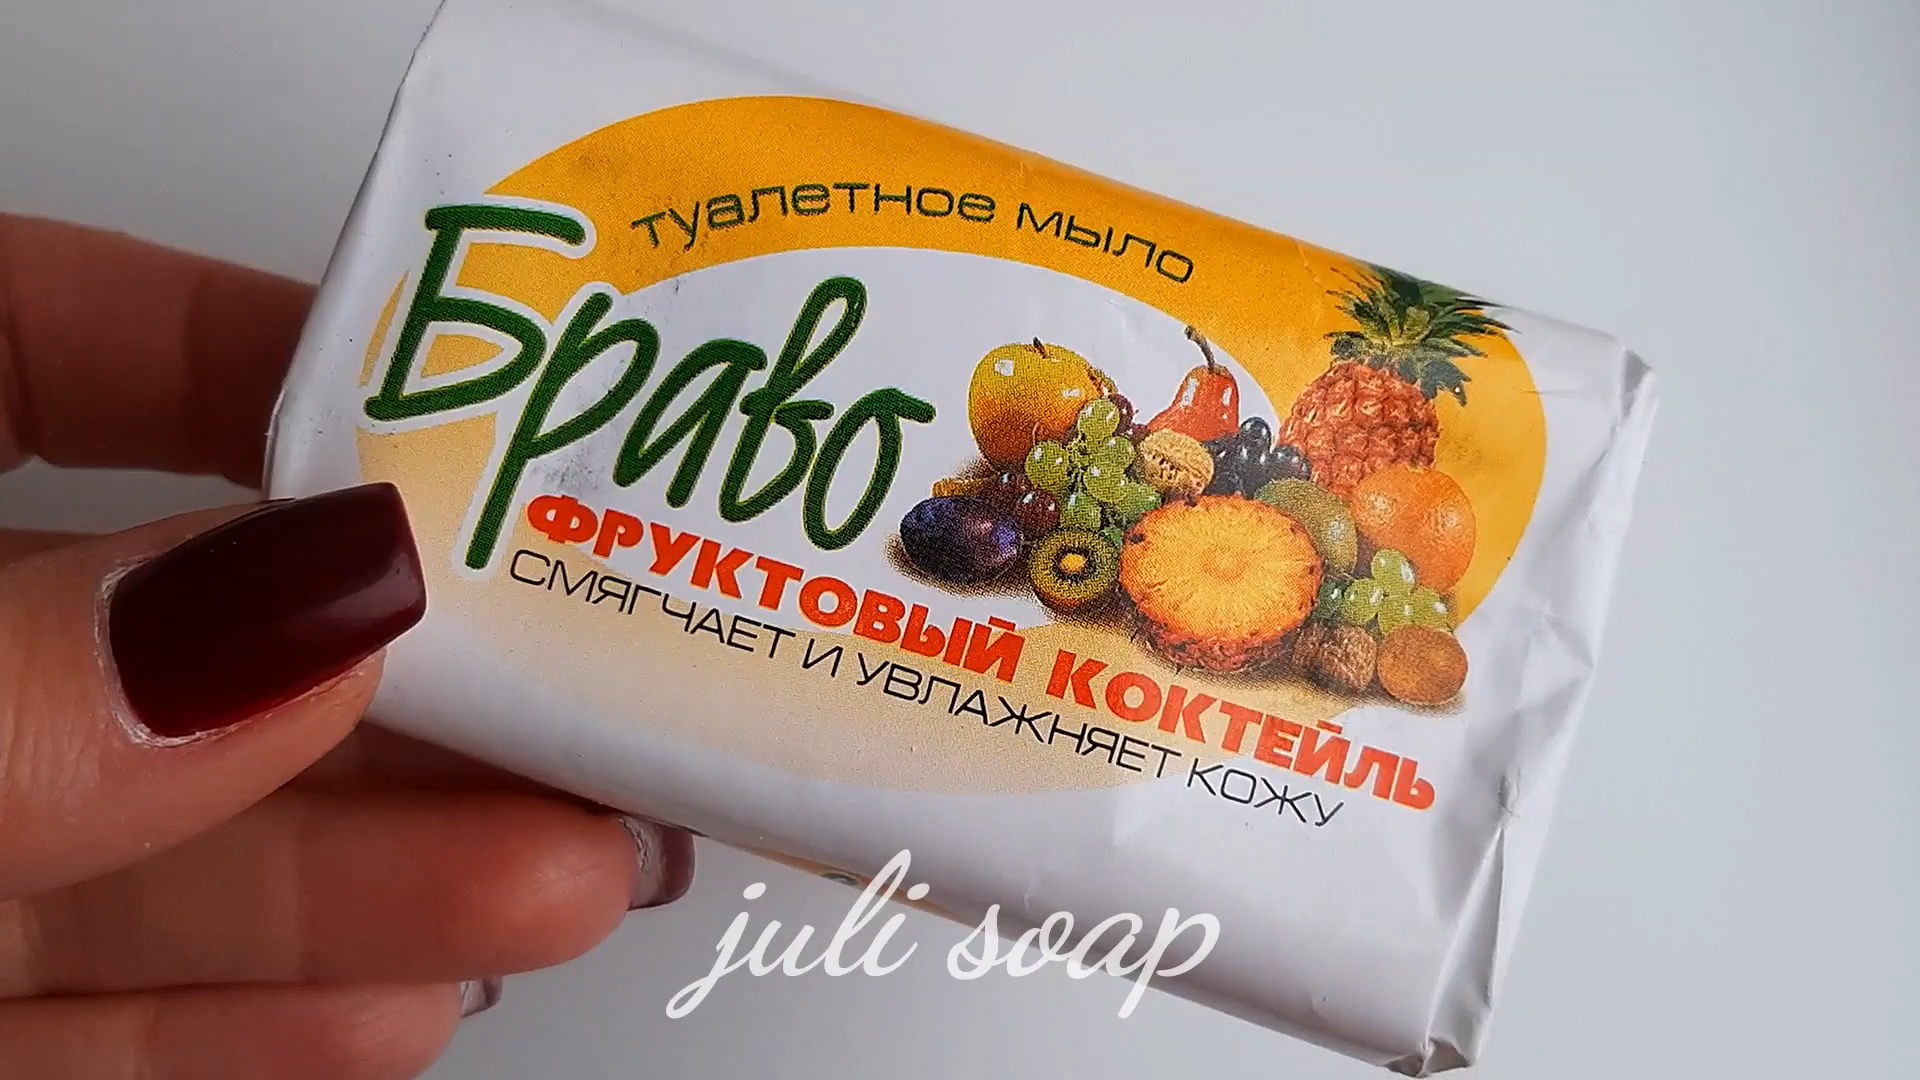 туалетное мыло
Браво
ФРУКТОВЫЙ КОКТЕЙЛЬ
СМЯГЧАЕТ И УВЛАЖНЯЕТ КОЖУ
juli soap